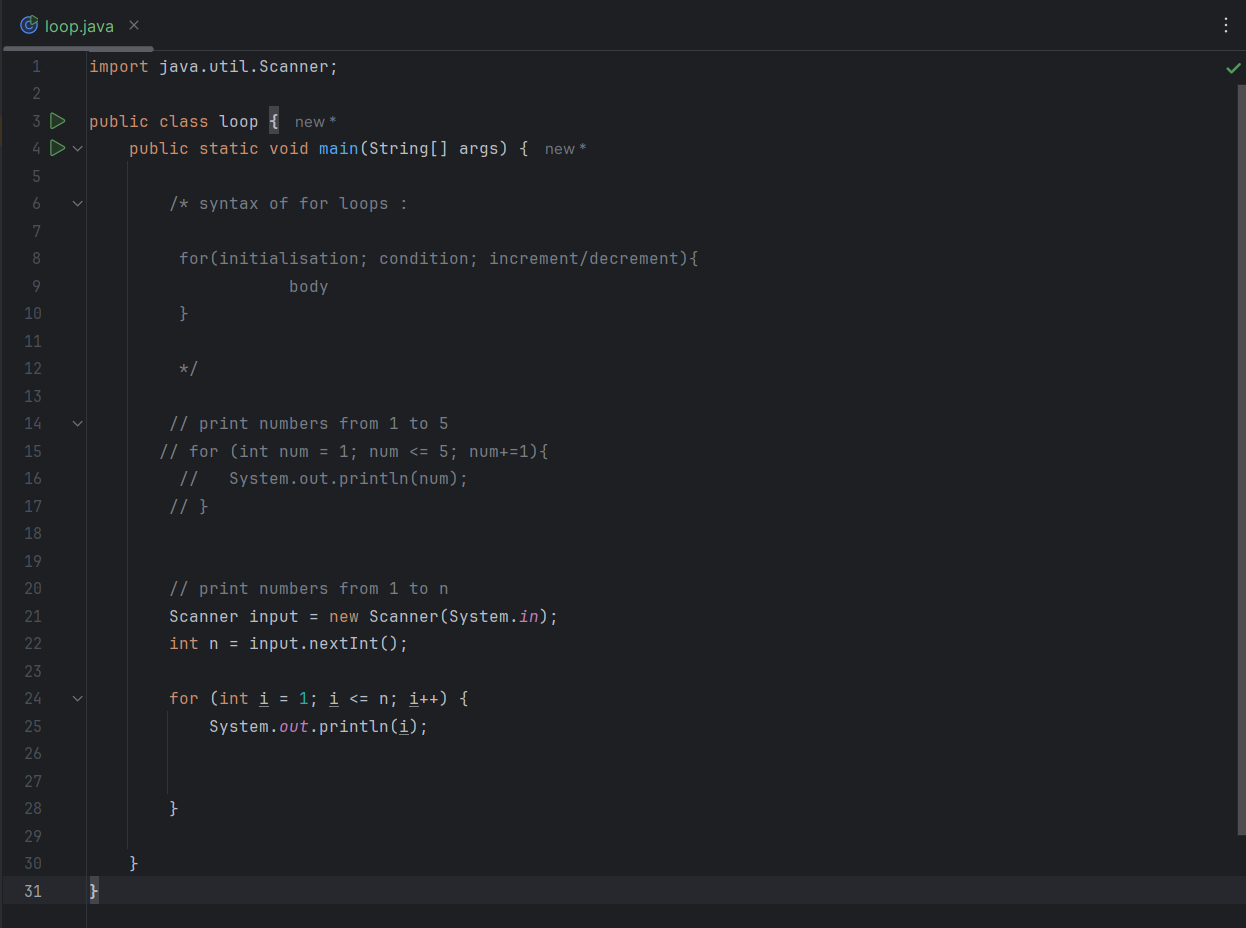 loop.java
1 import java.util.Scanner;
2
3 public class loop { new *
4 public static void main(String[] args) { new *
5
6 /* syntax of for loops :
7
8 for(initialisation; condition; increment/decrement){
9 body
10 }
11
12 */
13
14 // print numbers from 1 to 5
15 // for (int num = 1; num <= 5; num+=1){
16 //   System.out.println(num);
17 // }
18
19
20 // print numbers from 1 to n
21 Scanner input = new Scanner(System.in);
22 int n = input.nextInt();
23
24 for (int i = 1; i <= n; i++) {
25 System.out.println(i);
26
27
28 }
29
30 }
31 }